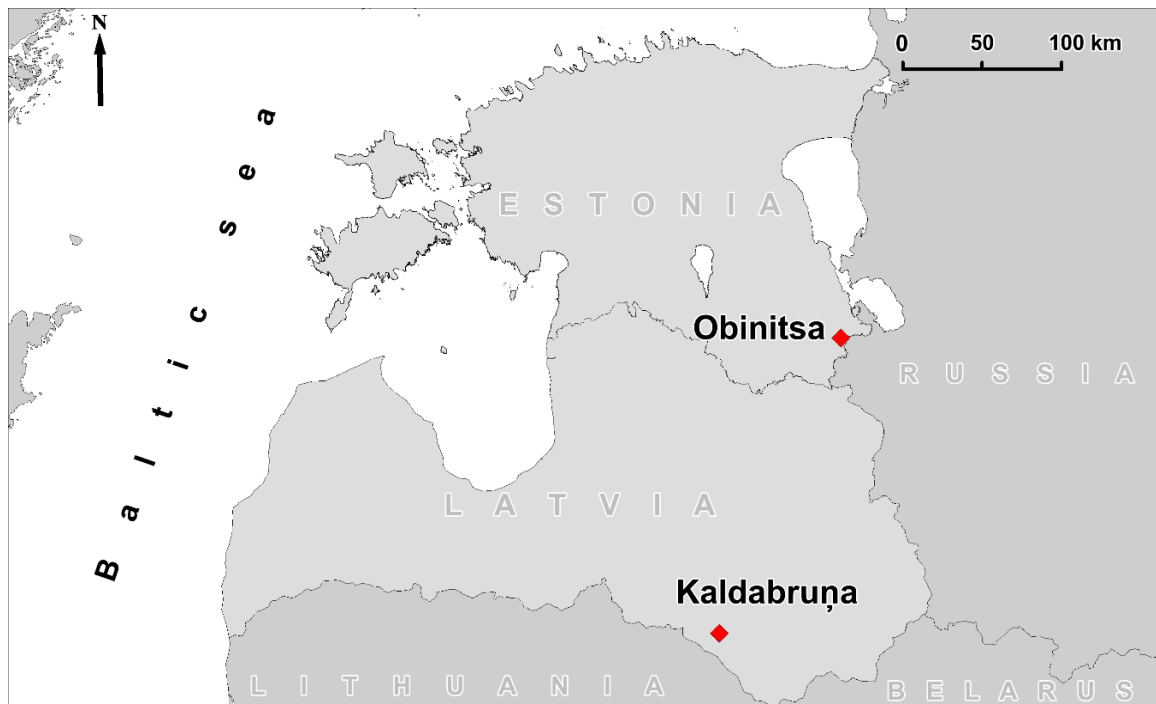 N
0 50 100 km
Baltic sea
ESTONIA
Obinitsa
RUSSIA
LATVIA
Kaldabruņa
LITHUANIA
BELARUS